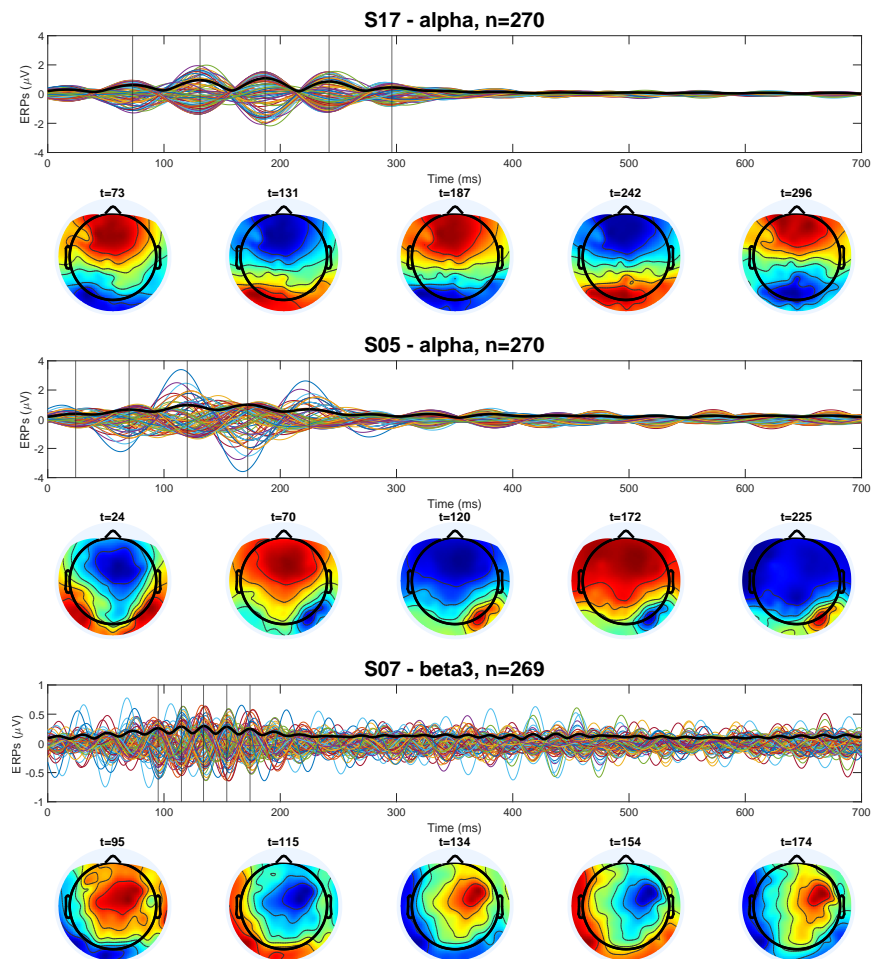 S17 - alpha, n=270
ERPs (μV)
4
2
0
-2
-4
0 100 200 300 400 500 600 700
Time (ms)
t=73 t=131 t=187 t=242 t=296
S05 - alpha, n=270
ERPs (μV)
4
2
0
-2
-4
0 100 200 300 400 500 600 700
Time (ms)
t=24 t=70 t=120 t=172 t=225
S07 - beta3, n=269
ERPs (μV)
1
0.5
0
-0.5
-1
0 100 200 300 400 500 600 700
Time (ms)
t=95 t=115 t=134 t=154 t=174